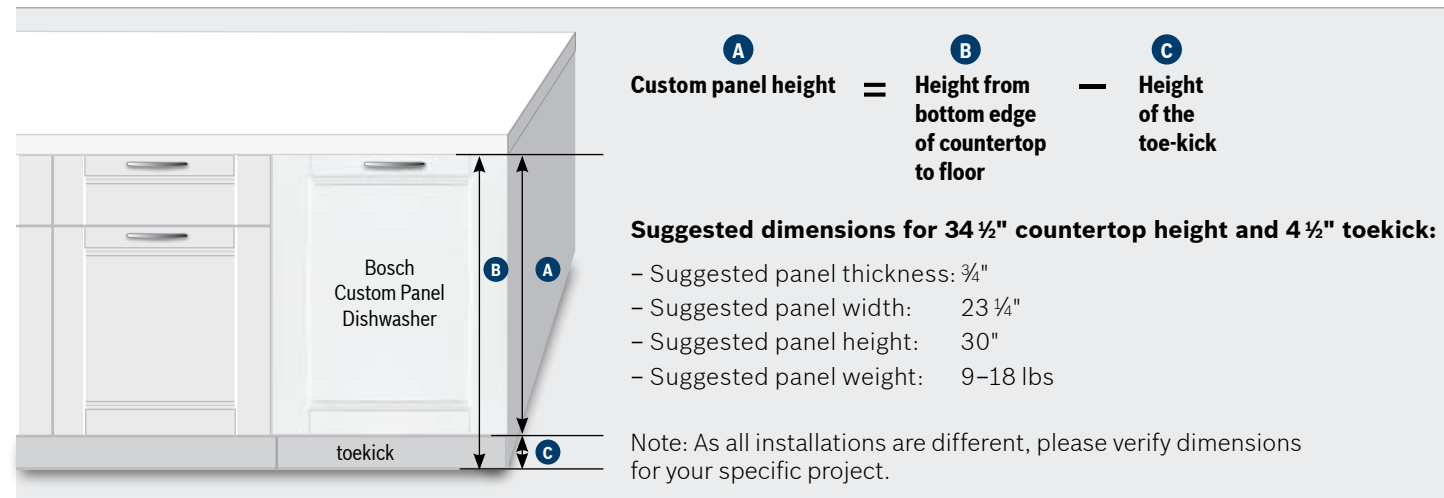 A B C
Custom panel height = Height from — Height
bottom edge of the
of countertop toe-kick
to floor
Suggested dimensions for 34 ½" countertop height and 4 ½" toekick:
– Suggested panel thickness: ¾"
– Suggested panel width: 23 ¼"
– Suggested panel height: 30"
– Suggested panel weight: 9–18 lbs
Note: As all installations are different, please verify dimensions
for your specific project.
Bosch
Custom Panel
Dishwasher
B A
toekick
C